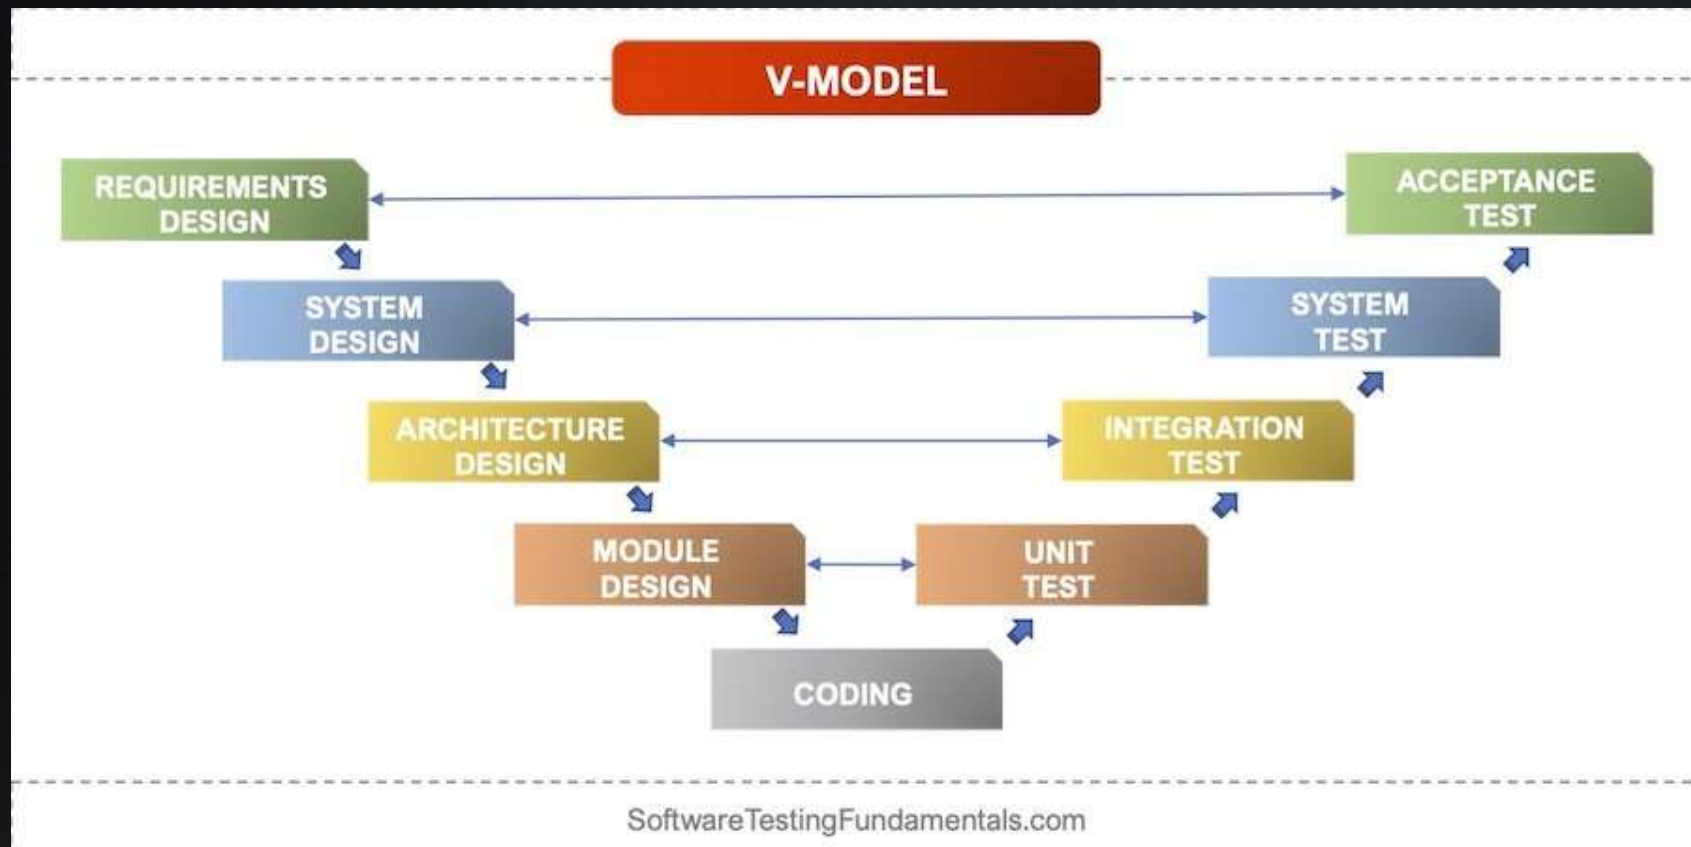 V-MODEL
REQUIREMENTS
DESIGN
ACCEPTANCE
TEST
SYSTEM
DESIGN
SYSTEM
TEST
ARCHITECTURE
DESIGN
INTEGRATION
TEST
MODULE
DESIGN
UNIT
TEST
CODING
SoftwareTestingFundamentals.com